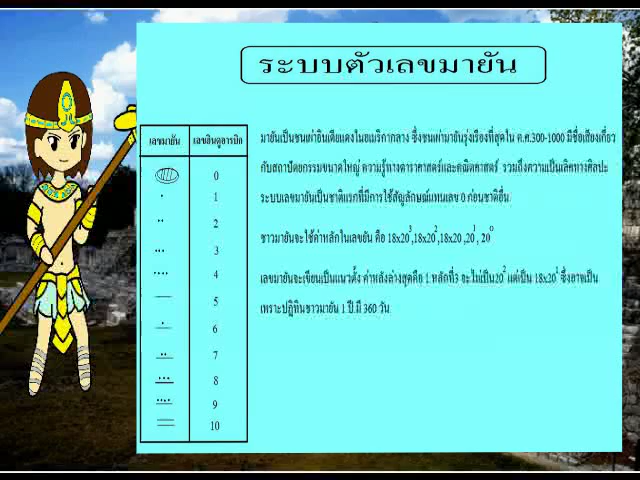 ระบบตัวเลขมายัน
เลขมายัน เลขฮินดูอารบิก
0
1
2
3
4
5
6
7
8
9
10
มายันเป็นชนเผ่าอินเดียแดงในอเมริกากลาง ซึ่งชนเผ่ามายันรุ่งเรืองที่สุดใน ค.ศ.300-1000 มีชื่อเสียงเกี่ยว
กับสถาปัตยกรรมขนาดใหญ่ ความรู้ทางดาราศาสตร์และคณิตศาสตร์ รวมถึงความเป็นเลิศทางศิลปะ
ระบบเลขมายันเป็นชาติแรกที่มีการใช้สัญลักษณ์แทนเลข 0 ก่อนชาติอื่น
ชาวมายันจะใช้ค่าหลักในเลขยัน คือ 18x20³,18x20²,18x20 ,20¹, 20⁰
เลขมายันจะเขียนเป็นแนวตั้ง ค่าหลักล่างสุดคือ 1 หลักที่3 จะไม่เป็น20² แต่เป็น 18x20¹ ซึ่งอาจเป็น
เพราะปฏิทินชาวมายัน 1 ปี มี 360 วัน